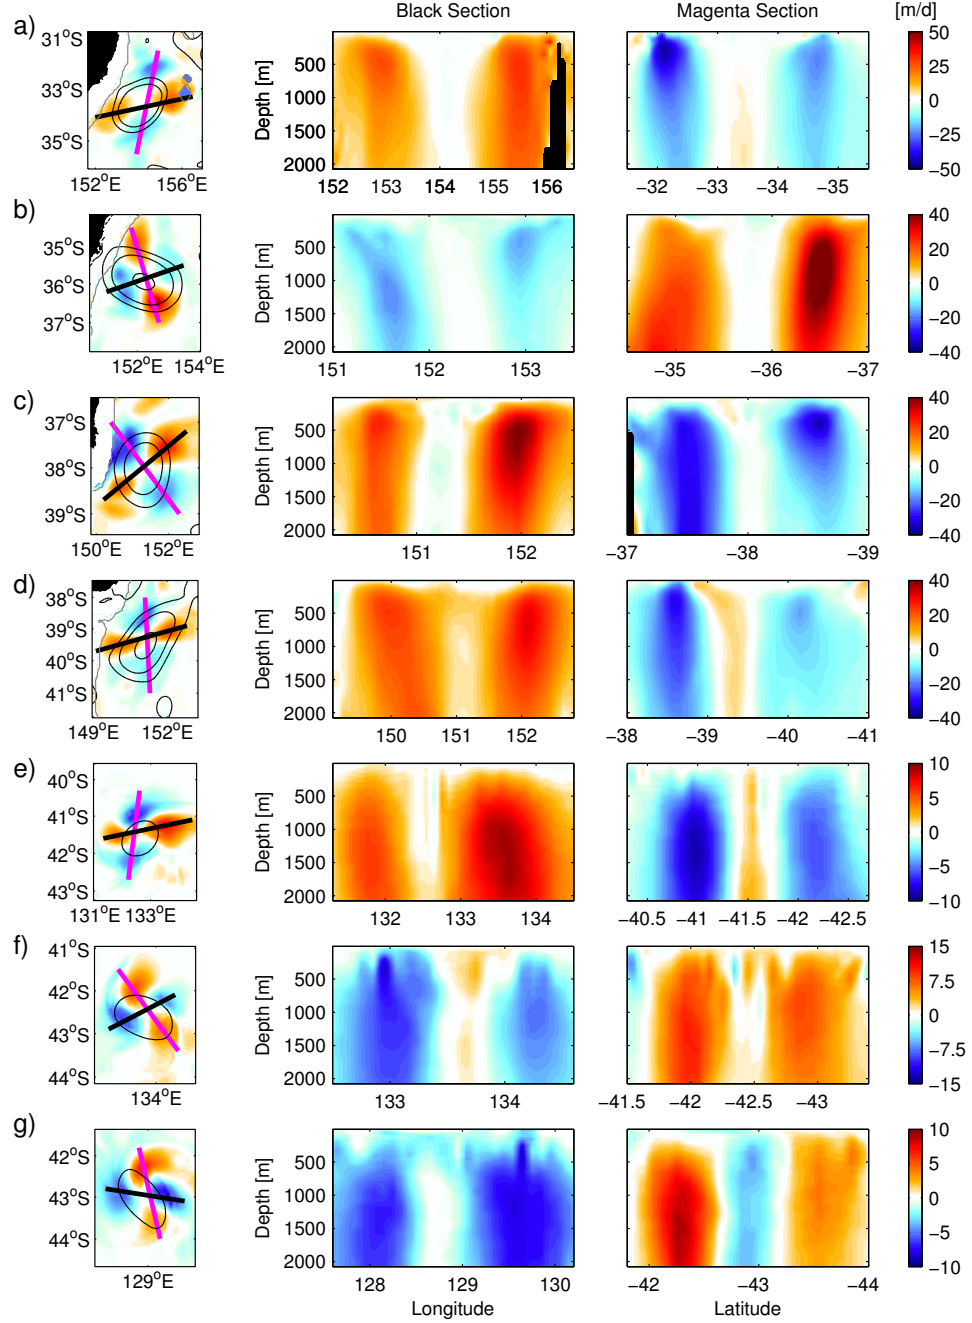 Black Section
Magenta Section
[m/d]
a)
31°S
33°S
35°S
152°E
156°E
Depth [m]
500
1000
1500
2000
152
153
154
155
156
−32
−33
−34
−35
50
25
0
−25
−50
b)
35°S
36°S
37°S
152°E
154°E
Depth [m]
500
1000
1500
2000
151
152
153
−35
−36
−37
40
20
0
−20
−40
c)
37°S
38°S
39°S
150°E
152°E
Depth [m]
500
1000
1500
2000
151
152
−37
−38
−39
40
20
0
−20
−40
d)
38°S
39°S
40°S
41°S
149°E
152°E
Depth [m]
500
1000
1500
2000
150
151
152
−38
−39
−40
−41
40
20
0
−20
−40
e)
40°S
41°S
42°S
43°S
131°E
133°E
Depth [m]
500
1000
1500
2000
132
133
134
−40.5
−41
−41.5
−42
−42.5
10
5
0
−5
−10
f)
41°S
42°S
43°S
44°S
134°E
Depth [m]
500
1000
1500
2000
133
134
−41.5
−42
−42.5
−43
15
7.5
0
−7.5
−15
g)
42°S
43°S
44°S
129°E
Depth [m]
500
1000
1500
2000
128
129
130
Longitude
−42
−43
−44
Latitude
10
5
0
−5
−10